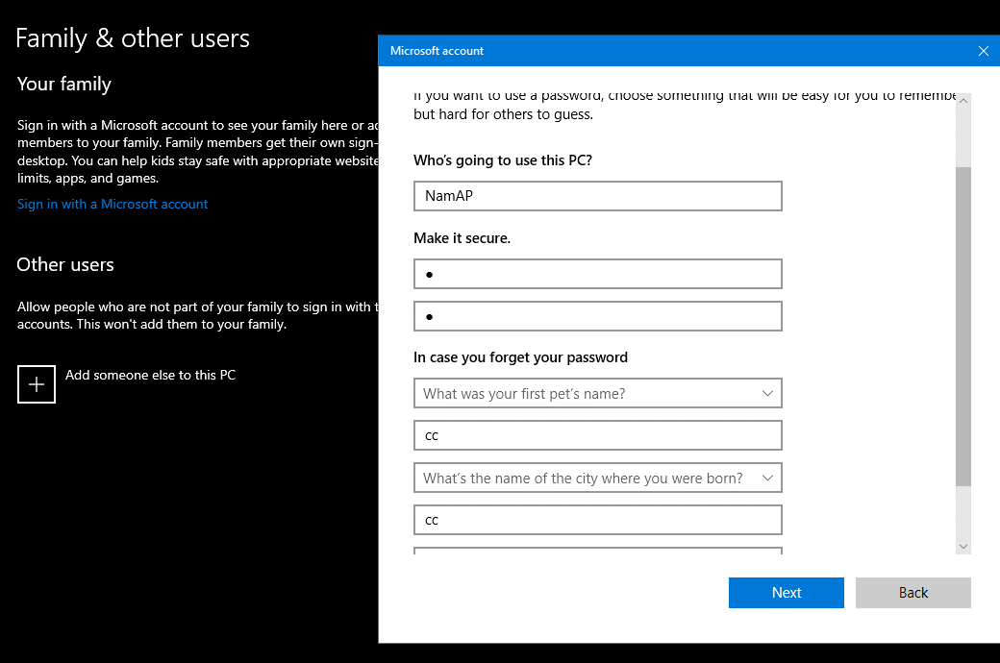 Family & other users
Your family
Sign in with a Microsoft account to see your family here or ad
members to your family. Family members get their own sign-
desktop. You can help kids stay safe with appropriate website
limits, apps, and games.
Sign in with a Microsoft account
Other users
Allow people who are not part of your family to sign in with t
accounts. This won't add them to your family.
Add someone else to this PC
Microsoft account
If you want to use a password, choose something that will be easy for you to remembe
but hard for others to guess.
Who's going to use this PC?
NamAP
Make it secure.
●
●
In case you forget your password
What was your first pet's name?
cc
What's the name of the city where you were born?
cc
Next
Back